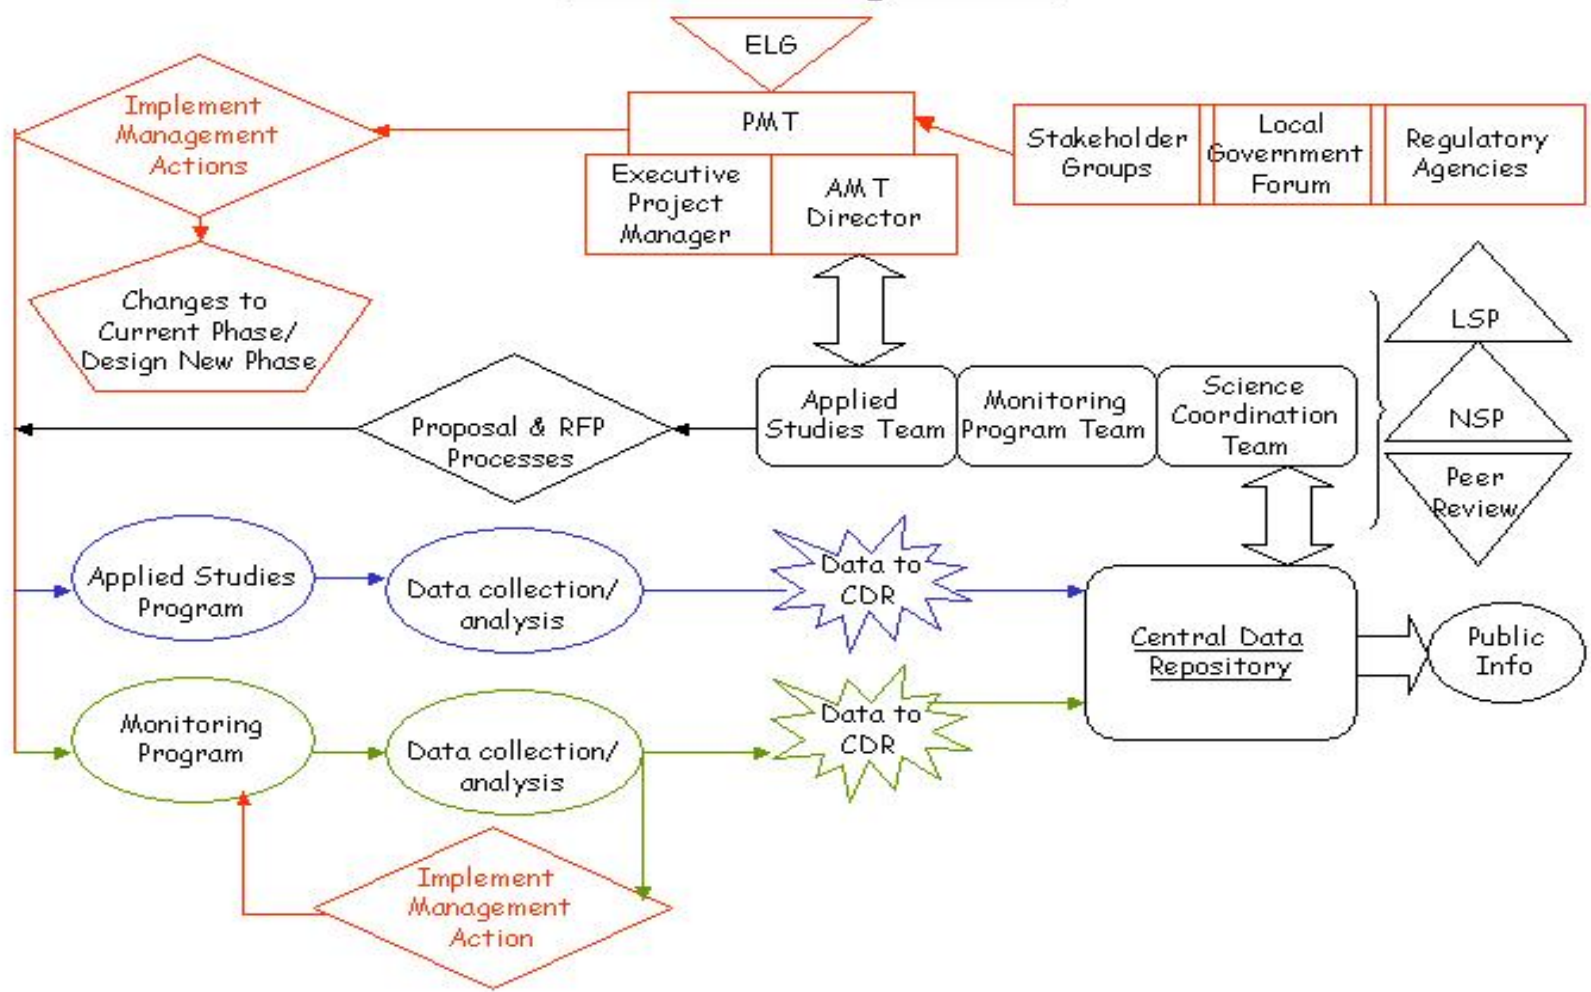 ELG
PMT
Implement
Management
Actions
Stakeholder
Groups
Local
Government
Forum
Regulatory
Agencies
Executive
Project
Manager
AMT
Director
Changes to
Current Phase/
Design New Phase
LSP
NSP
Peer
Review
Applied
Studies Team
Monitoring
Program Team
Science
Coordination
Team
Proposal & RFP
Processes
Applied Studies
Program
Data collection/
analysis
Data to
CDR
Central Data
Repository
Public
Info
Monitoring
Program
Data collection/
analysis
Data to
CDR
Implement
Management
Action